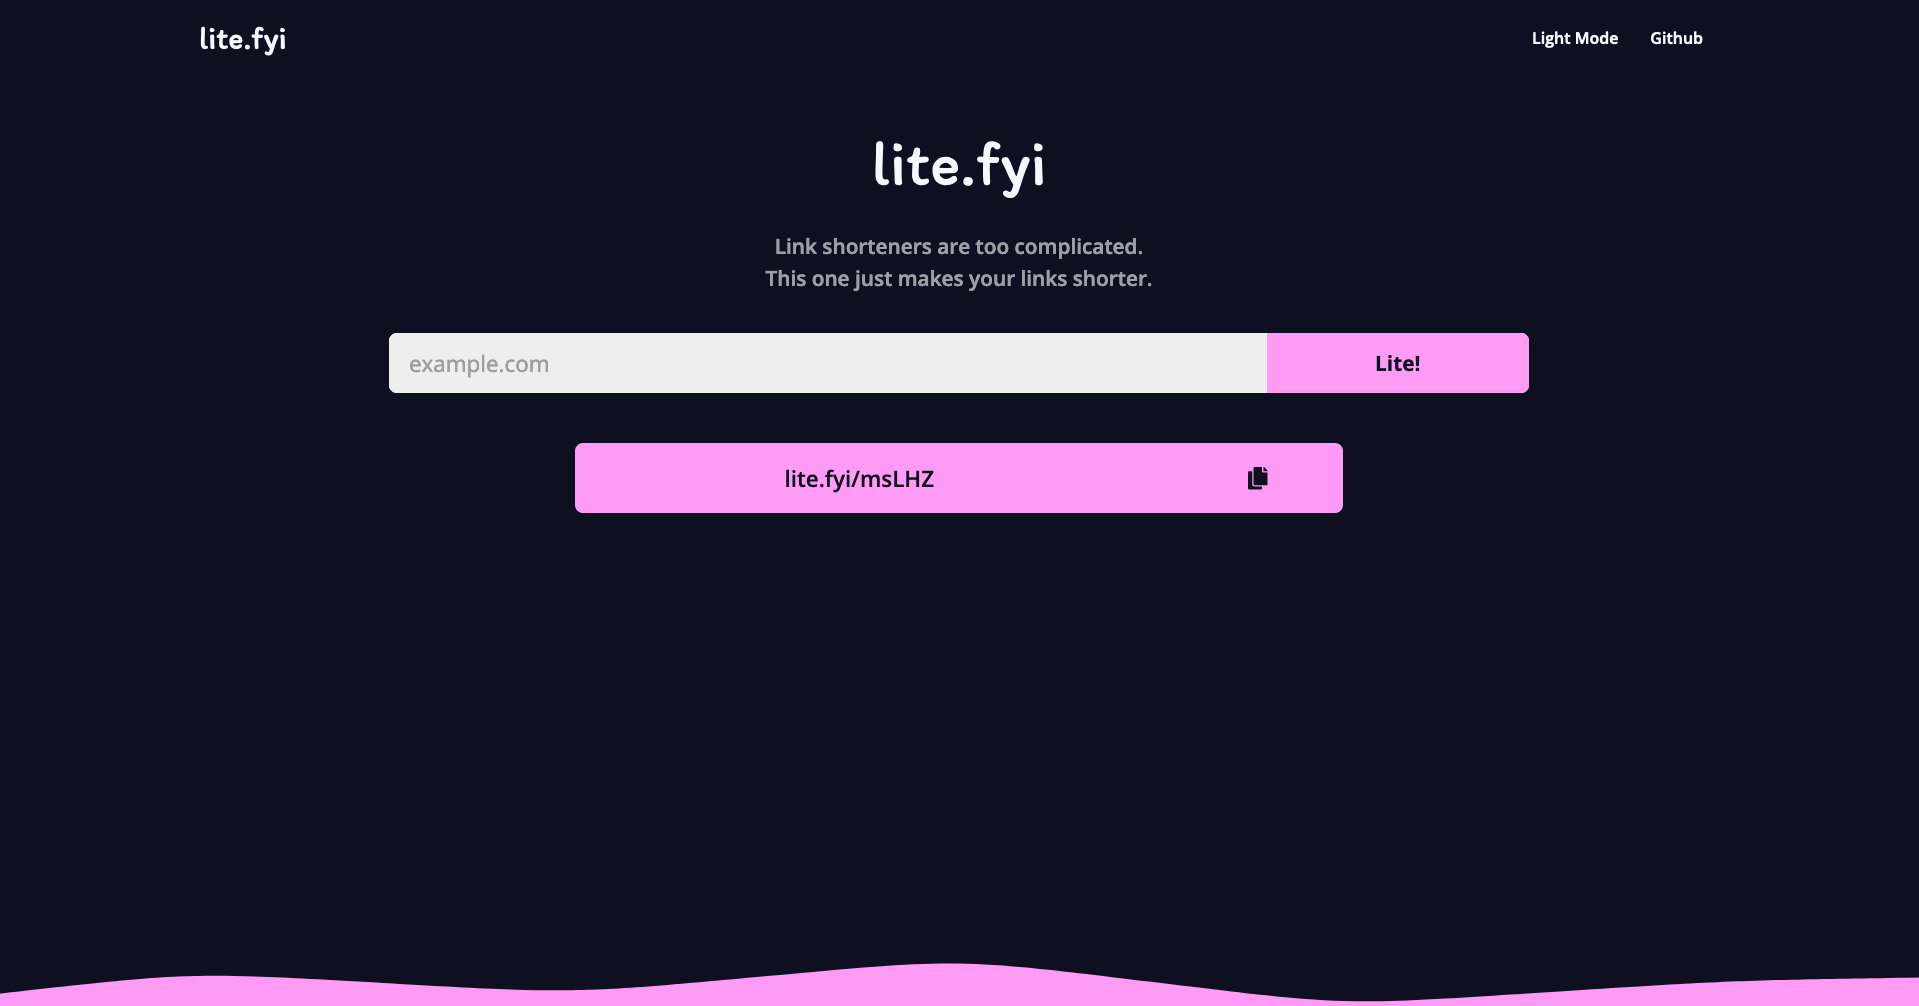 lite.fyi
Light Mode
Github
lite.fyi
Link shorteners are too complicated.
This one just makes your links shorter.
example.com
Lite!
lite.fyi/msLHZ